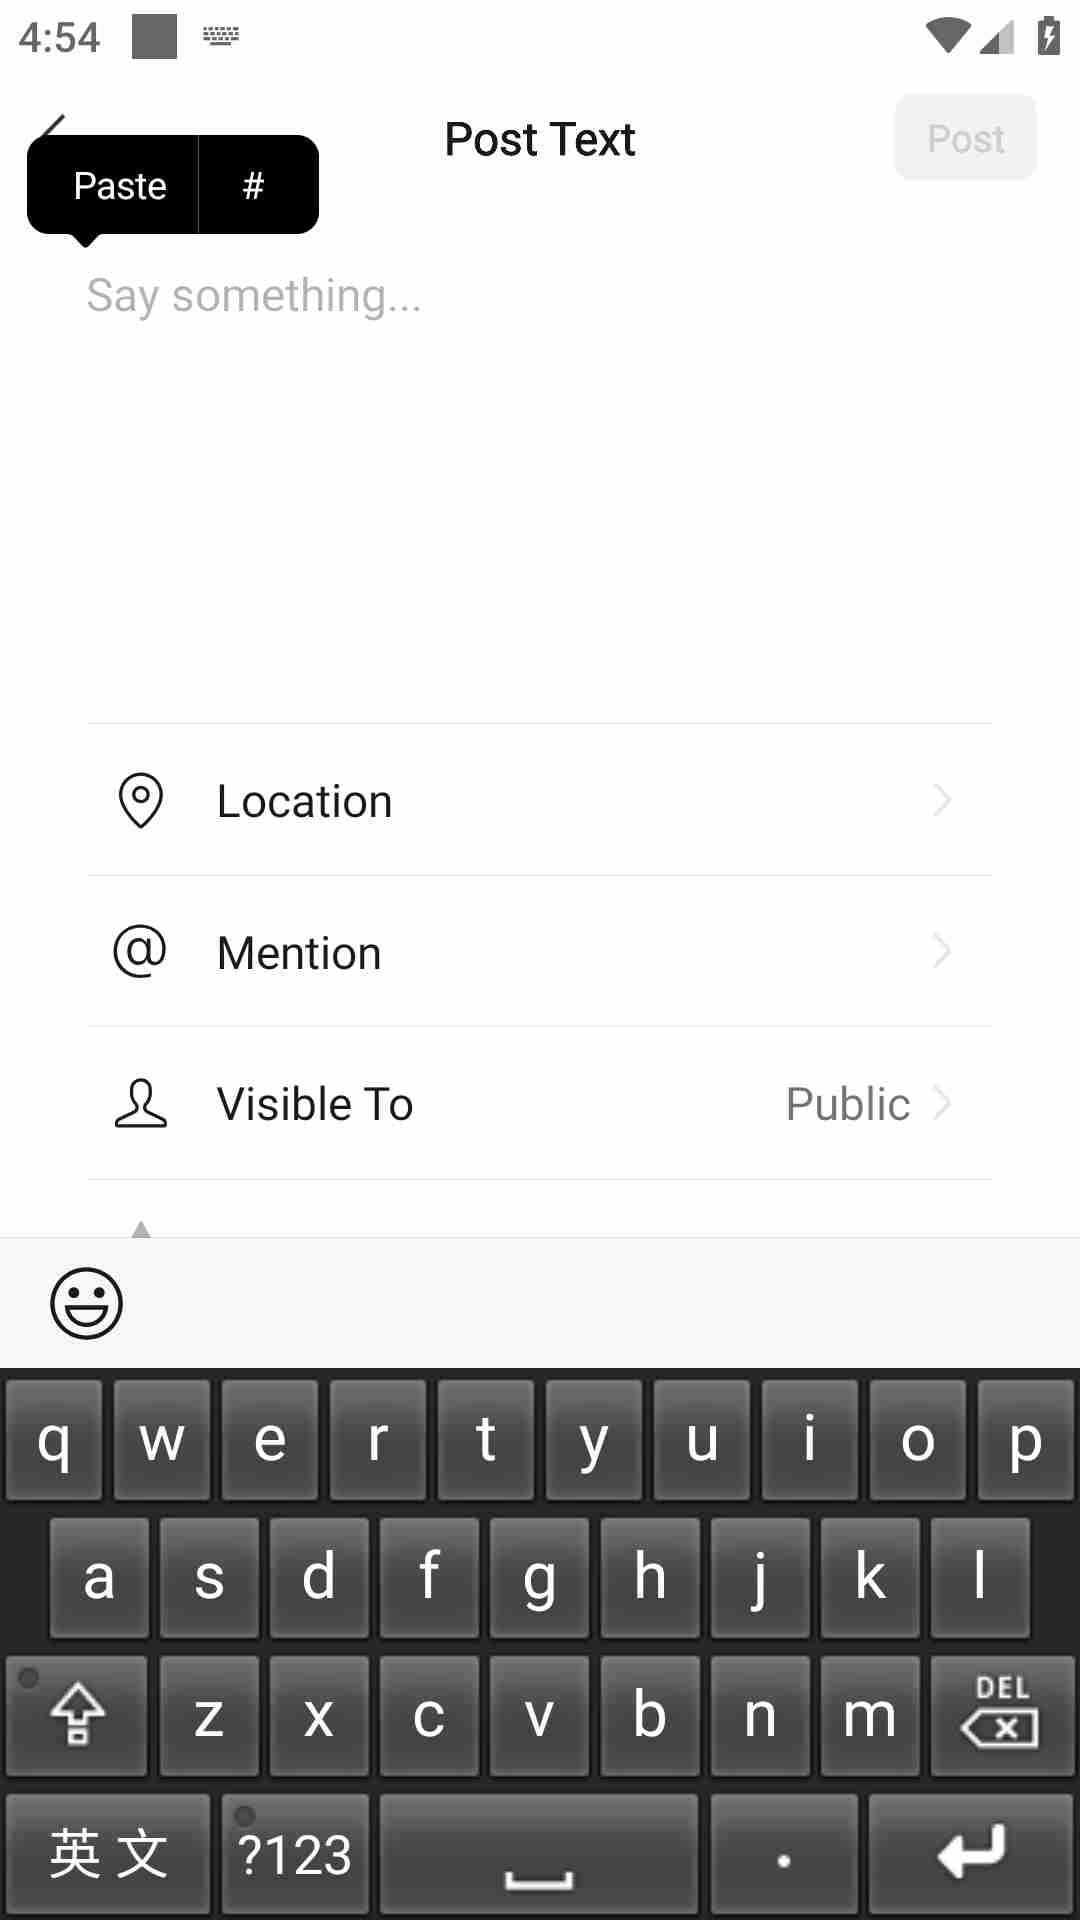 4:54
Post Text
Post
Paste
#
Say something...
Location
Mention
Visible To
Public
q w e r t y u i o p
a s d f g h j k l
z x c v b n m DEL
英文 ?123 .